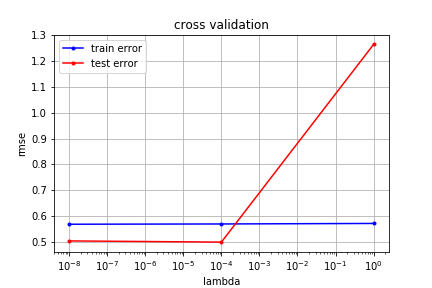 cross validation
train error
test error
1.3
1.2
1.1
1.0
0.9
0.8
0.7
0.6
0.5
rmse
10⁻⁸ 10⁻⁷ 10⁻⁶ 10⁻⁵ 10⁻⁴ 10⁻³ 10⁻² 10⁻¹ 10⁰
lambda